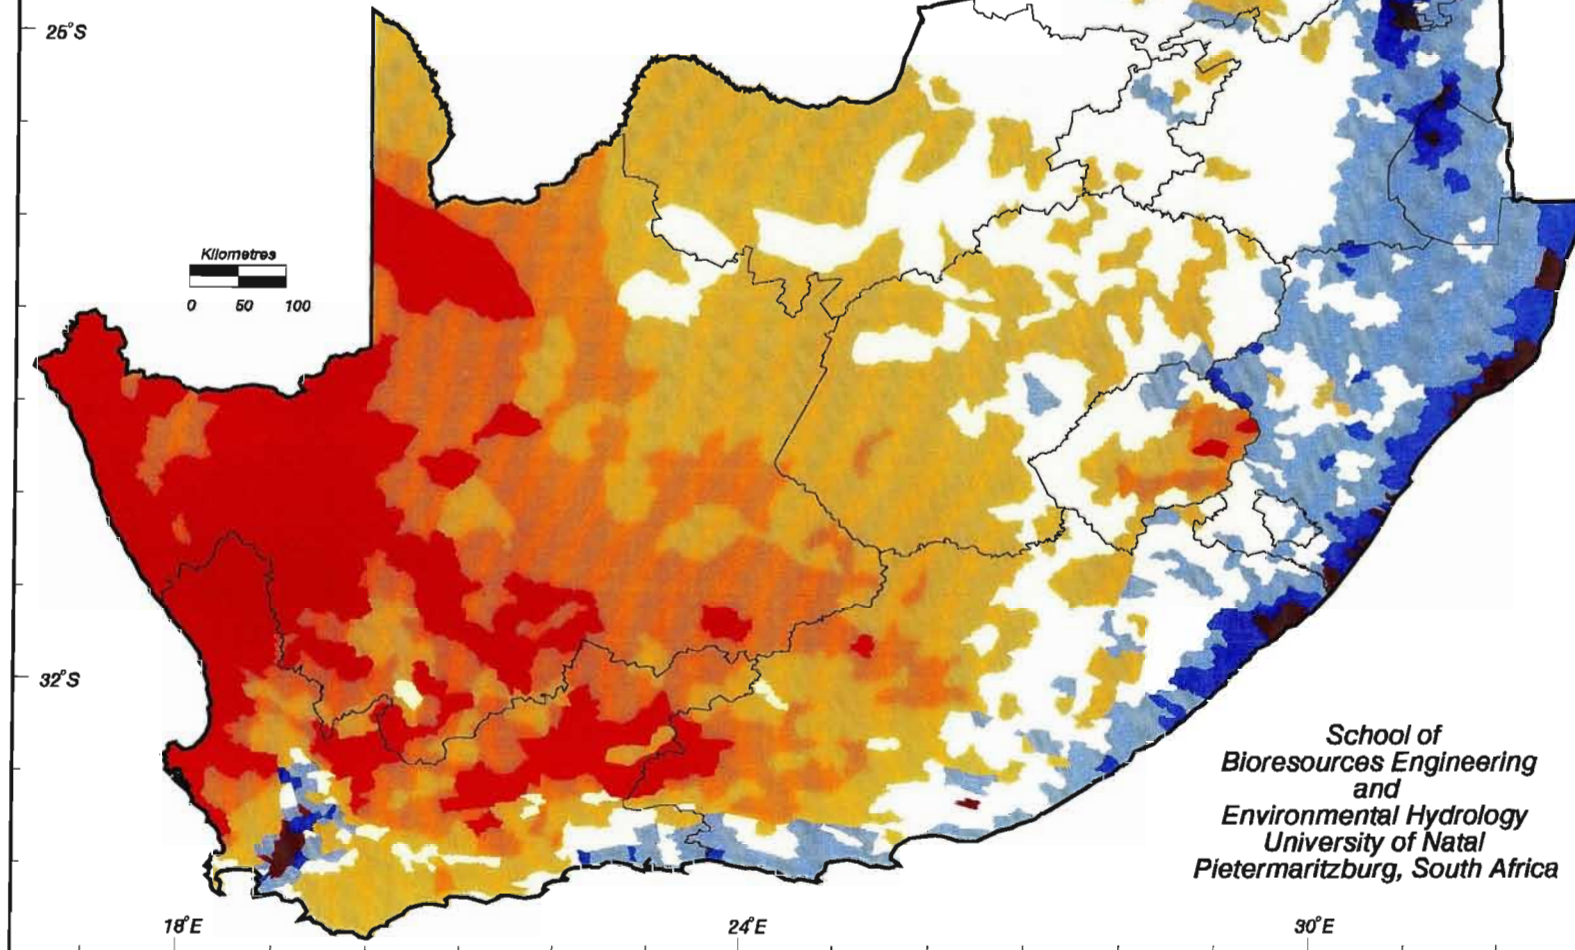 25°S
Kilometres
0 50 100
32°S
School of
Bioresources Engineering
and
Environmental Hydrology
University of Natal
Pietermaritzburg, South Africa
18°E 24°E 30°E